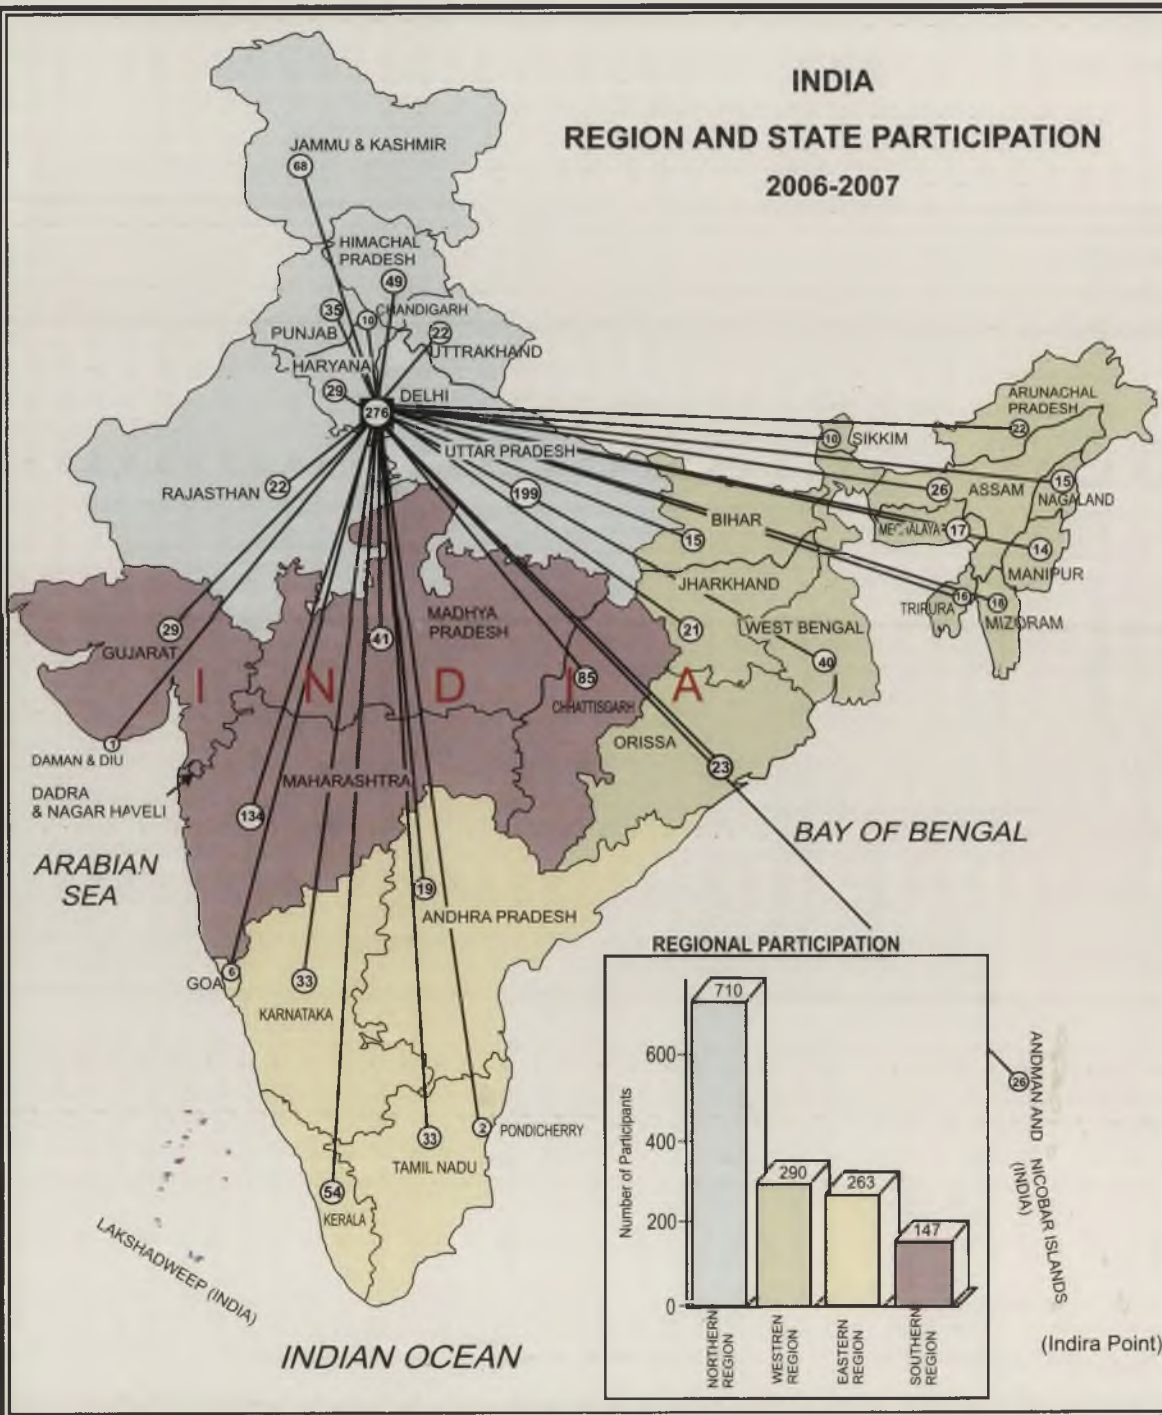 INDIA
REGION AND STATE PARTICIPATION
2006-2007
JAMMU & KASHMIR
68
HIMACHAL
PRADESH
49
35
10
CHANDIGARH
PUNJAB
22
UTTRAKHAND
HARYANA
29
DELHI
276
ARUNACHAL
PRADESH
22
10
SIKKIM
UTTAR PRADESH
RAJASTHAN
22
199
26
ASSAM
15
NAGALAND
BIHAR
15
MEGHALAYA
17
14
MANIPUR
JHARKHAND
TRIPURA
16
18
MIZORAM
29
GUJARAT
41
MADHYA
PRADESH
21
WEST BENGAL
40
I N D I A
85
CHHATTISGARH
1
DAMAN & DIU
ORISSA
23
DADRA
& NAGAR HAVELI
MAHARASHTRA
134
BAY OF BENGAL
ARABIAN
SEA
19
ANDHRA PRADESH
GOA
6
33
KARNATAKA
REGIONAL PARTICIPATION
710
290
263
147
600
400
200
0
Number of Participants
NORTHERN
REGION
WESTREN
REGION
EASTERN
REGION
SOUTHERN
REGION
26
ANDMAN AND NICOBAR ISLANDS
(INDIA)
2
PONDICHERRY
33
TAMIL NADU
54
KERALA
LAKSHADWEEP (INDIA)
INDIAN OCEAN
(Indira Point)